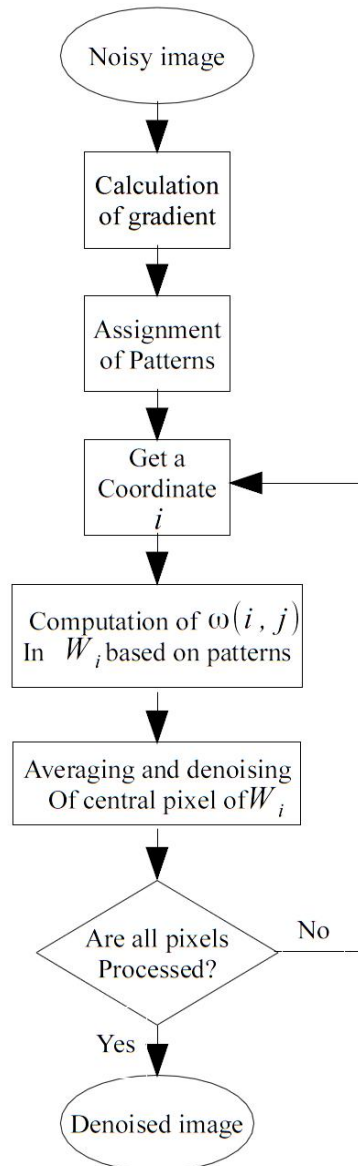 Noisy image
Calculation
of gradient
Assignment
of Patterns
Get a
Coordinate
i
Computation of ω(i , j)
In W_i based on patterns
Averaging and denoising
Of central pixel of W_i
Are all pixels
Processed?
No
Yes
Denoised image